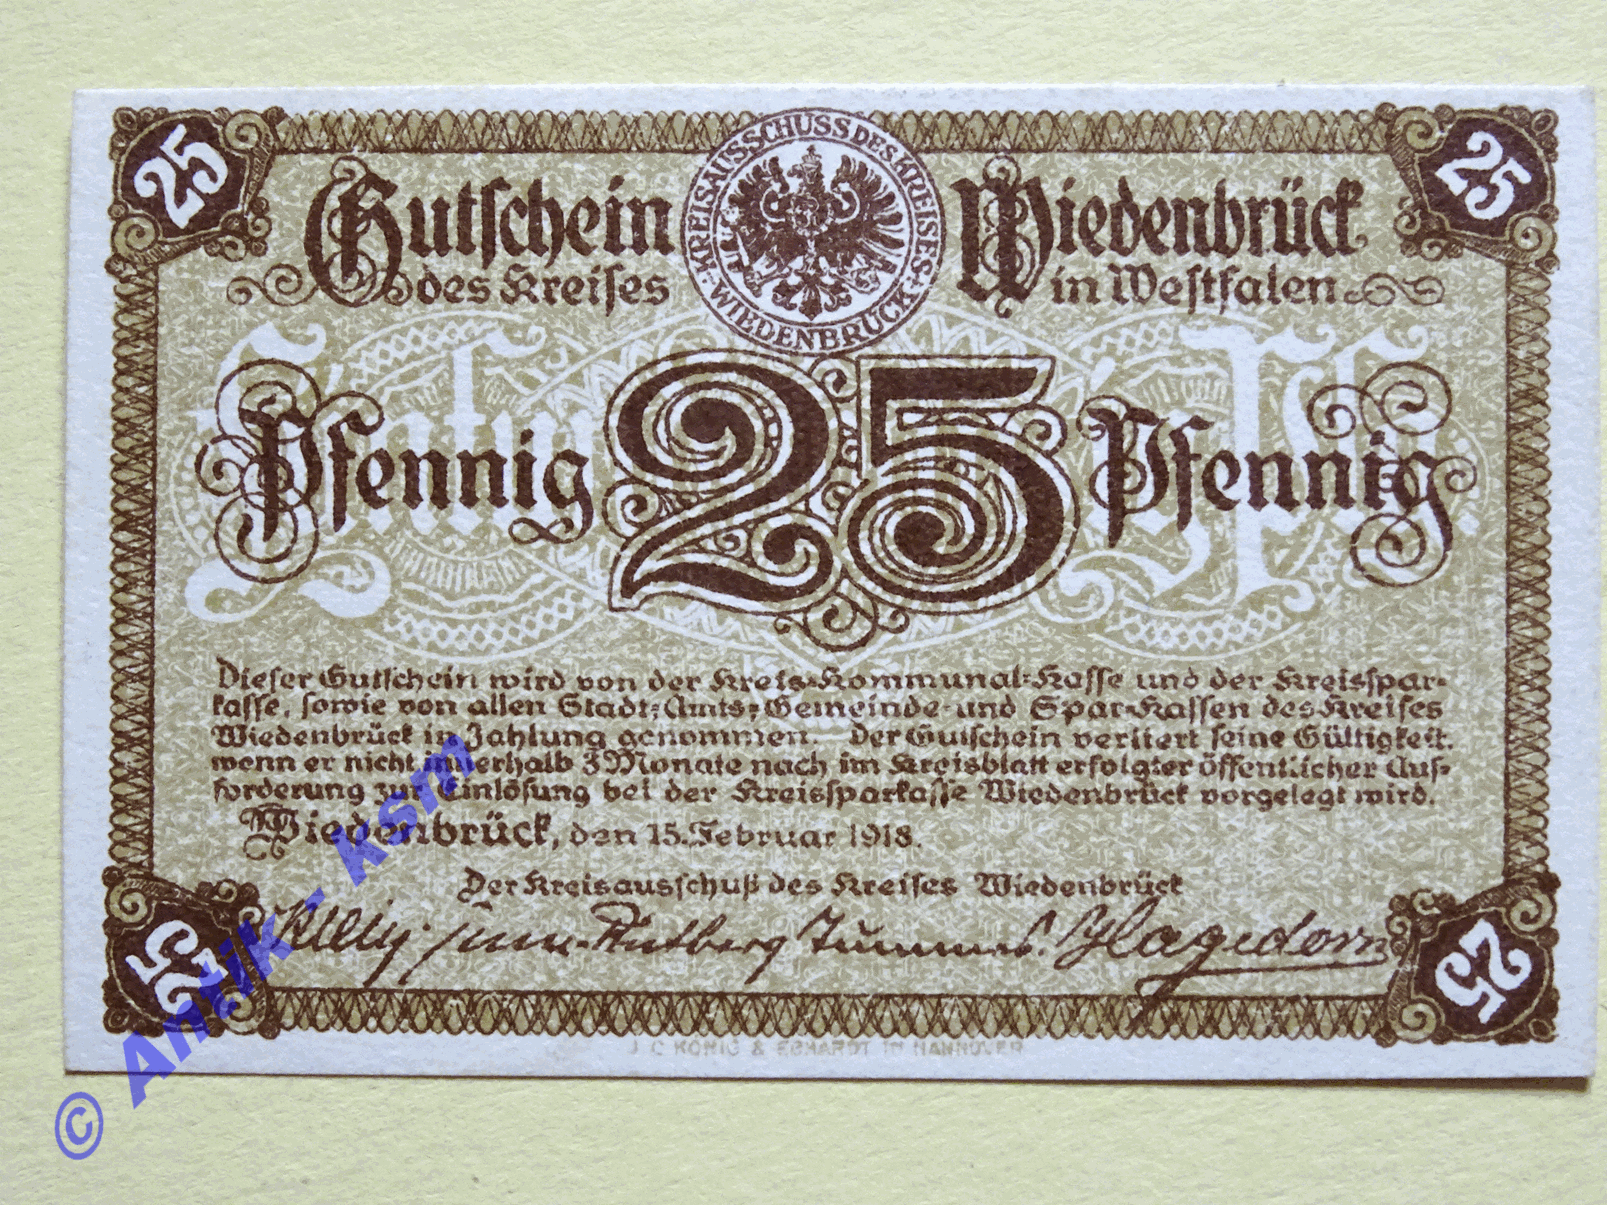 25
25
KREISAUSSCHUSS DES KREISES
WIEDENBRÜCK
Gutschein Wiedenbrück
des Kreises in Westfalen
Pfennig 25 Pfennig
Dieser Gutschein wird von der Kreis-Kommunal-Kasse und der Kreisspar-
kasse, sowie von allen Stadt-, Amts-, Gemeinde- und Spar-Kassen des Kreises
Wiedenbrück in Zahlung genommen. Der Gutschein verliert seine Gültigkeit,
wenn er nicht innerhalb 3 Monate nach im Kreisblatt erfolgter öffentlicher Auf-
forderung zur Einlösung bei der Kreissparkasse Wiedenbrück vorgelegt wird.
Wiedenbrück, den 15. Februar 1918.
Der Kreisausschuß des Kreises Wiedenbrück
Hagedorn
25
25
J. C. KÖNIG & EBHARDT IN HANNOVER
© Antik - ksm